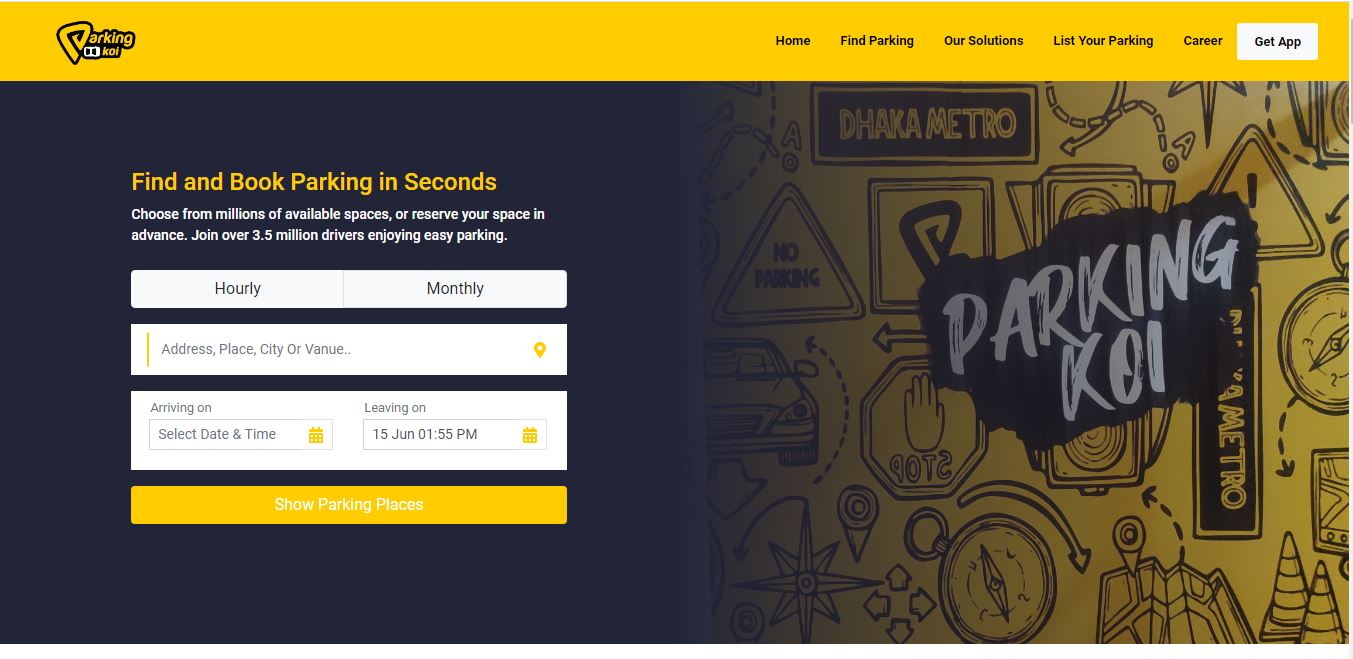 Parking
koi
Home
Find Parking
Our Solutions
List Your Parking
Career
Get App
Find and Book Parking in Seconds
Choose from millions of available spaces, or reserve your space in
advance. Join over 3.5 million drivers enjoying easy parking.
Hourly
Monthly
Address, Place, City Or Vanue..
Arriving on
Leaving on
Select Date & Time
15 Jun 01:55 PM
Show Parking Places
DHAKA METRO
NO
PARKING
PARKING
KOI
STOP
A METRO
A
A